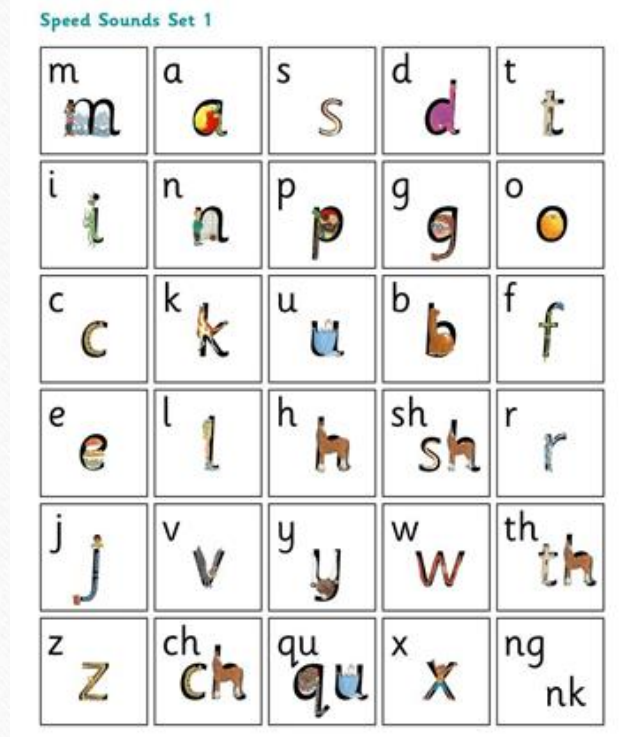 Speed Sounds Set 1
m a s d t
m a s d t
i n p g o
i n p g o
c k u b f
c k u b f
e l h sh r
e l h sh r
j v y w th
j v y w th
z ch qu x ng
z ch qu x nk